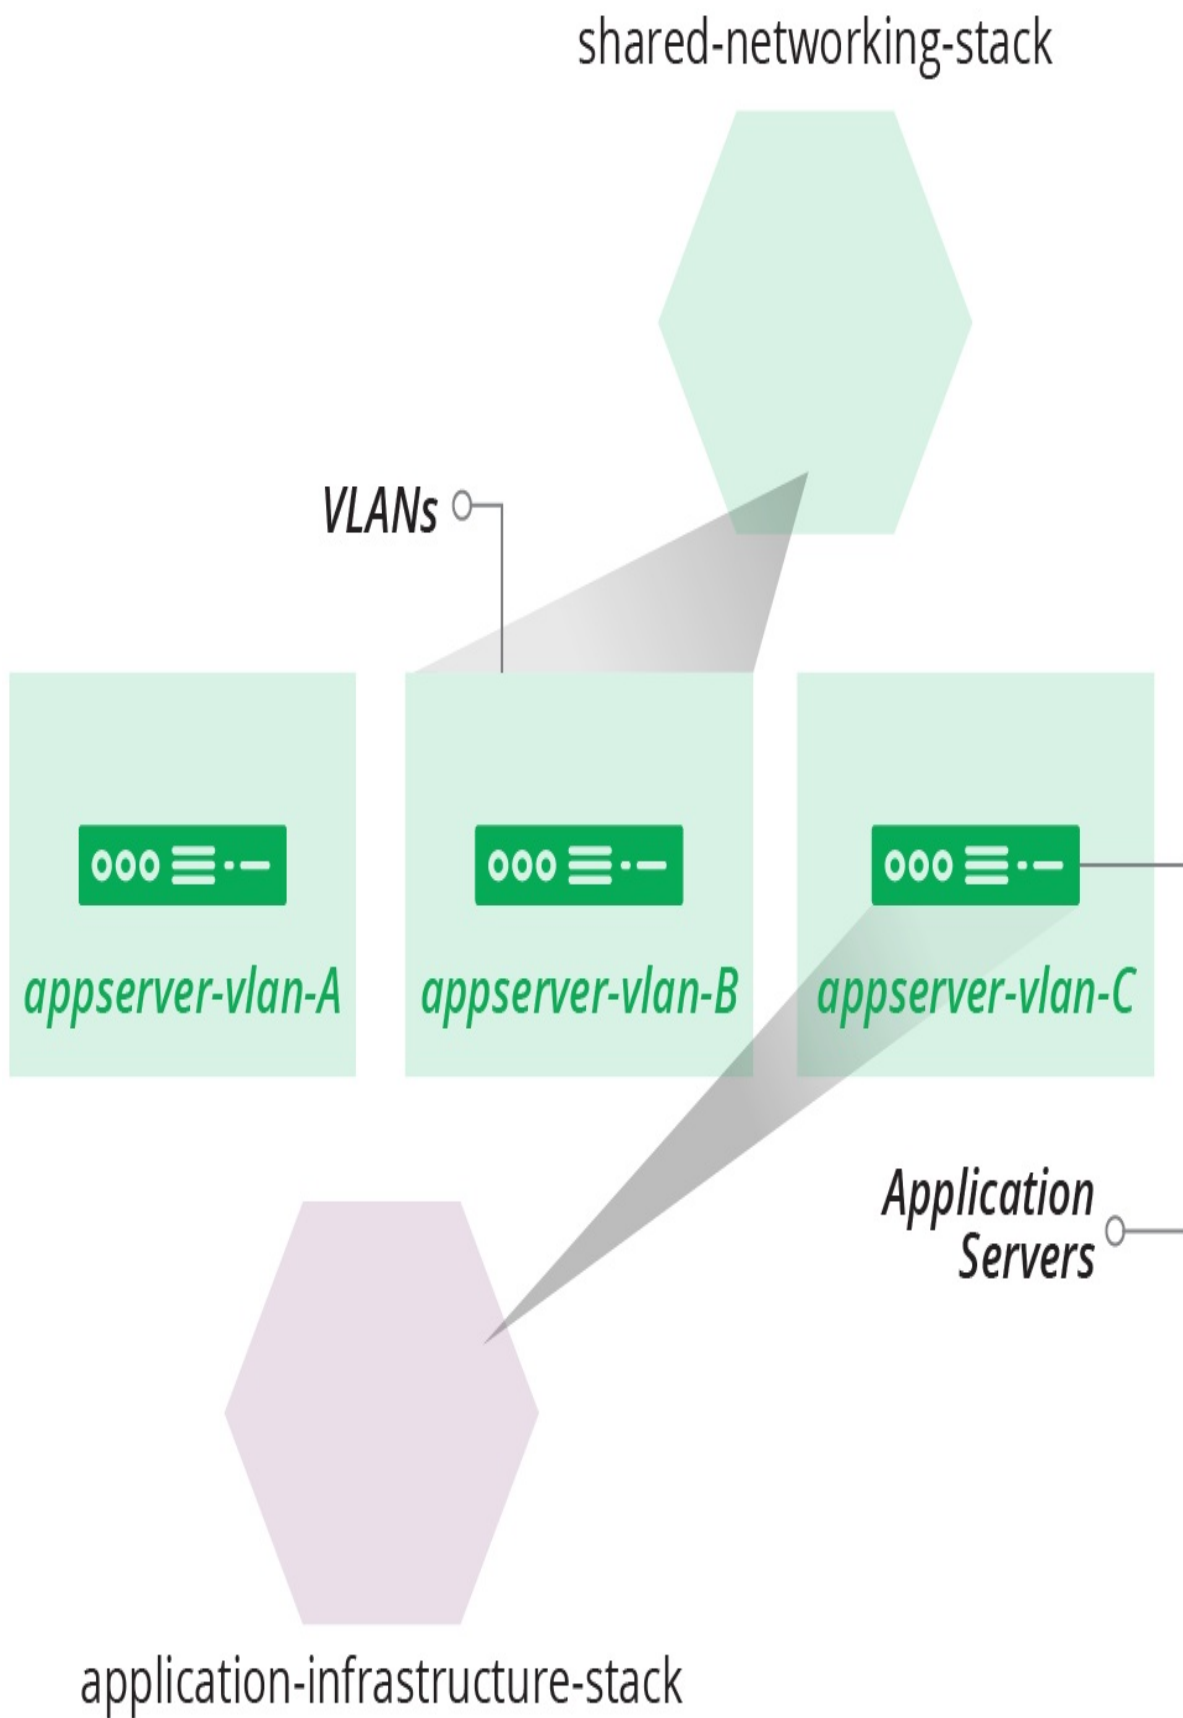 shared-networking-stack
VLANs
appserver-vlan-A
appserver-vlan-B
appserver-vlan-C
Application
Servers
application-infrastructure-stack